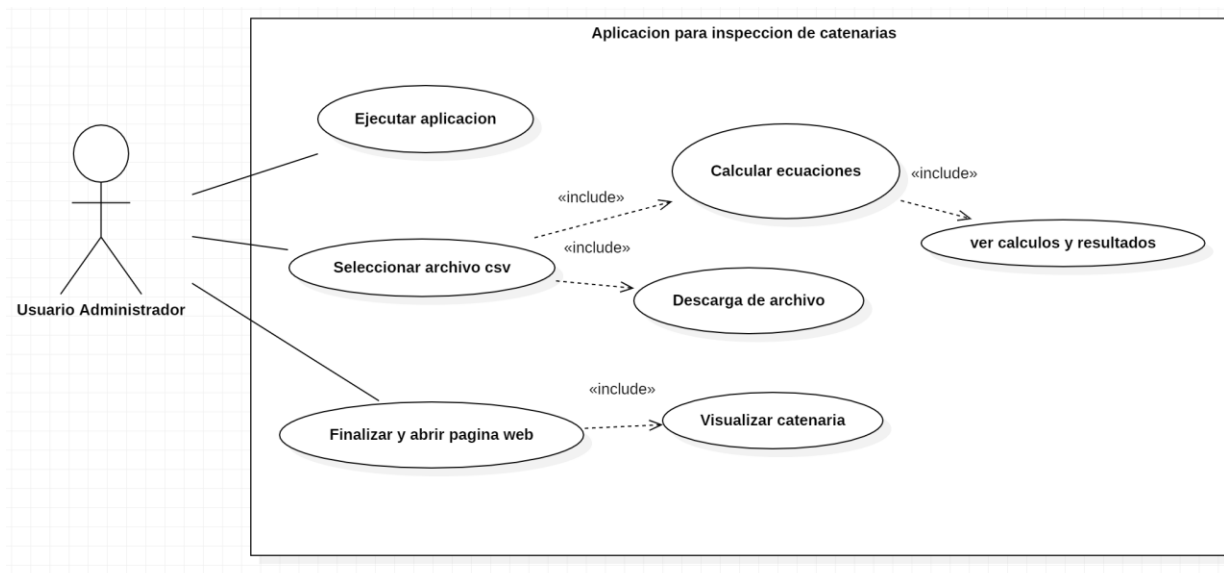 Aplicacion para inspeccion de catenarias
Ejecutar aplicacion
Calcular ecuaciones
«include»
«include»
ver calculos y resultados
«include»
Seleccionar archivo csv
Descarga de archivo
Usuario Administrador
«include»
Visualizar catenaria
Finalizar y abrir pagina web